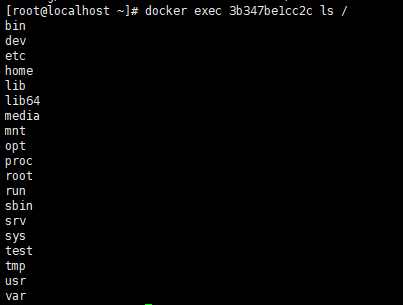 [root@localhost ~]# docker exec 3b347be1cc2c ls /
bin
dev
etc
home
lib
lib64
media
mnt
opt
proc
root
run
sbin
srv
sys
test
tmp
usr
var